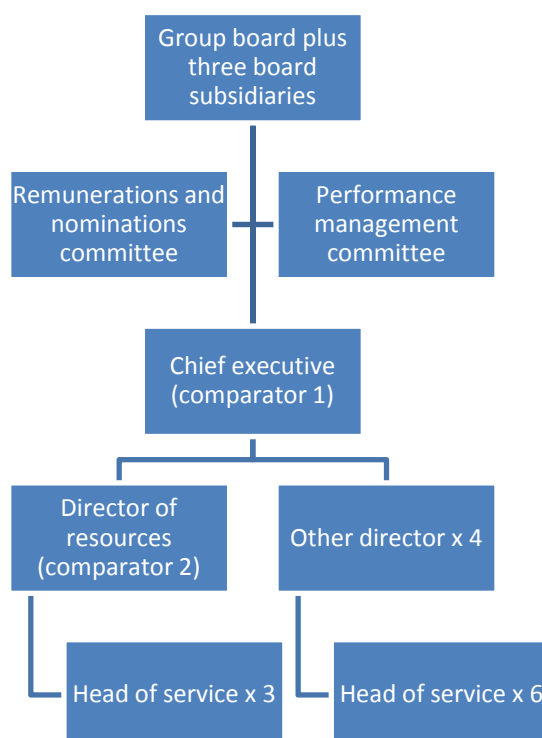 Group board plus
three board
subsidiaries
Remunerations and
nominations
committee
Performance
management
committee
Chief executive
(comparator 1)
Director of
resources
(comparator 2)
Other director x 4
Head of service x 3
Head of service x 6